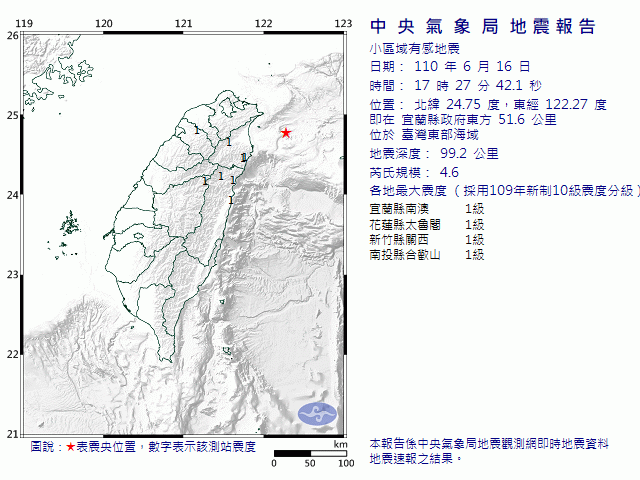 119 120 121 122 123
26
25
24
23
22
21
1
1
1
1 1 1
1
圖說：★表震央位置，數字表示該測站震度
km
0 50 100
中央氣象局地震報告
小區域有感地震
日期： 110 年 6 月 16 日
時間： 17 時 27 分 42.1 秒
位置： 北緯 24.75 度，東經 122.27 度
即在 宜蘭縣政府東方 51.6 公里
位於 臺灣東部海域
地震深度： 99.2 公里
芮氏規模： 4.6
各地最大震度（採用109年新制10級震度分級）
宜蘭縣南澳 1級
花蓮縣太魯閣 1級
新竹縣關西 1級
南投縣合歡山 1級
本報告係中央氣象局地震觀測網即時地震資料
地震速報之結果。